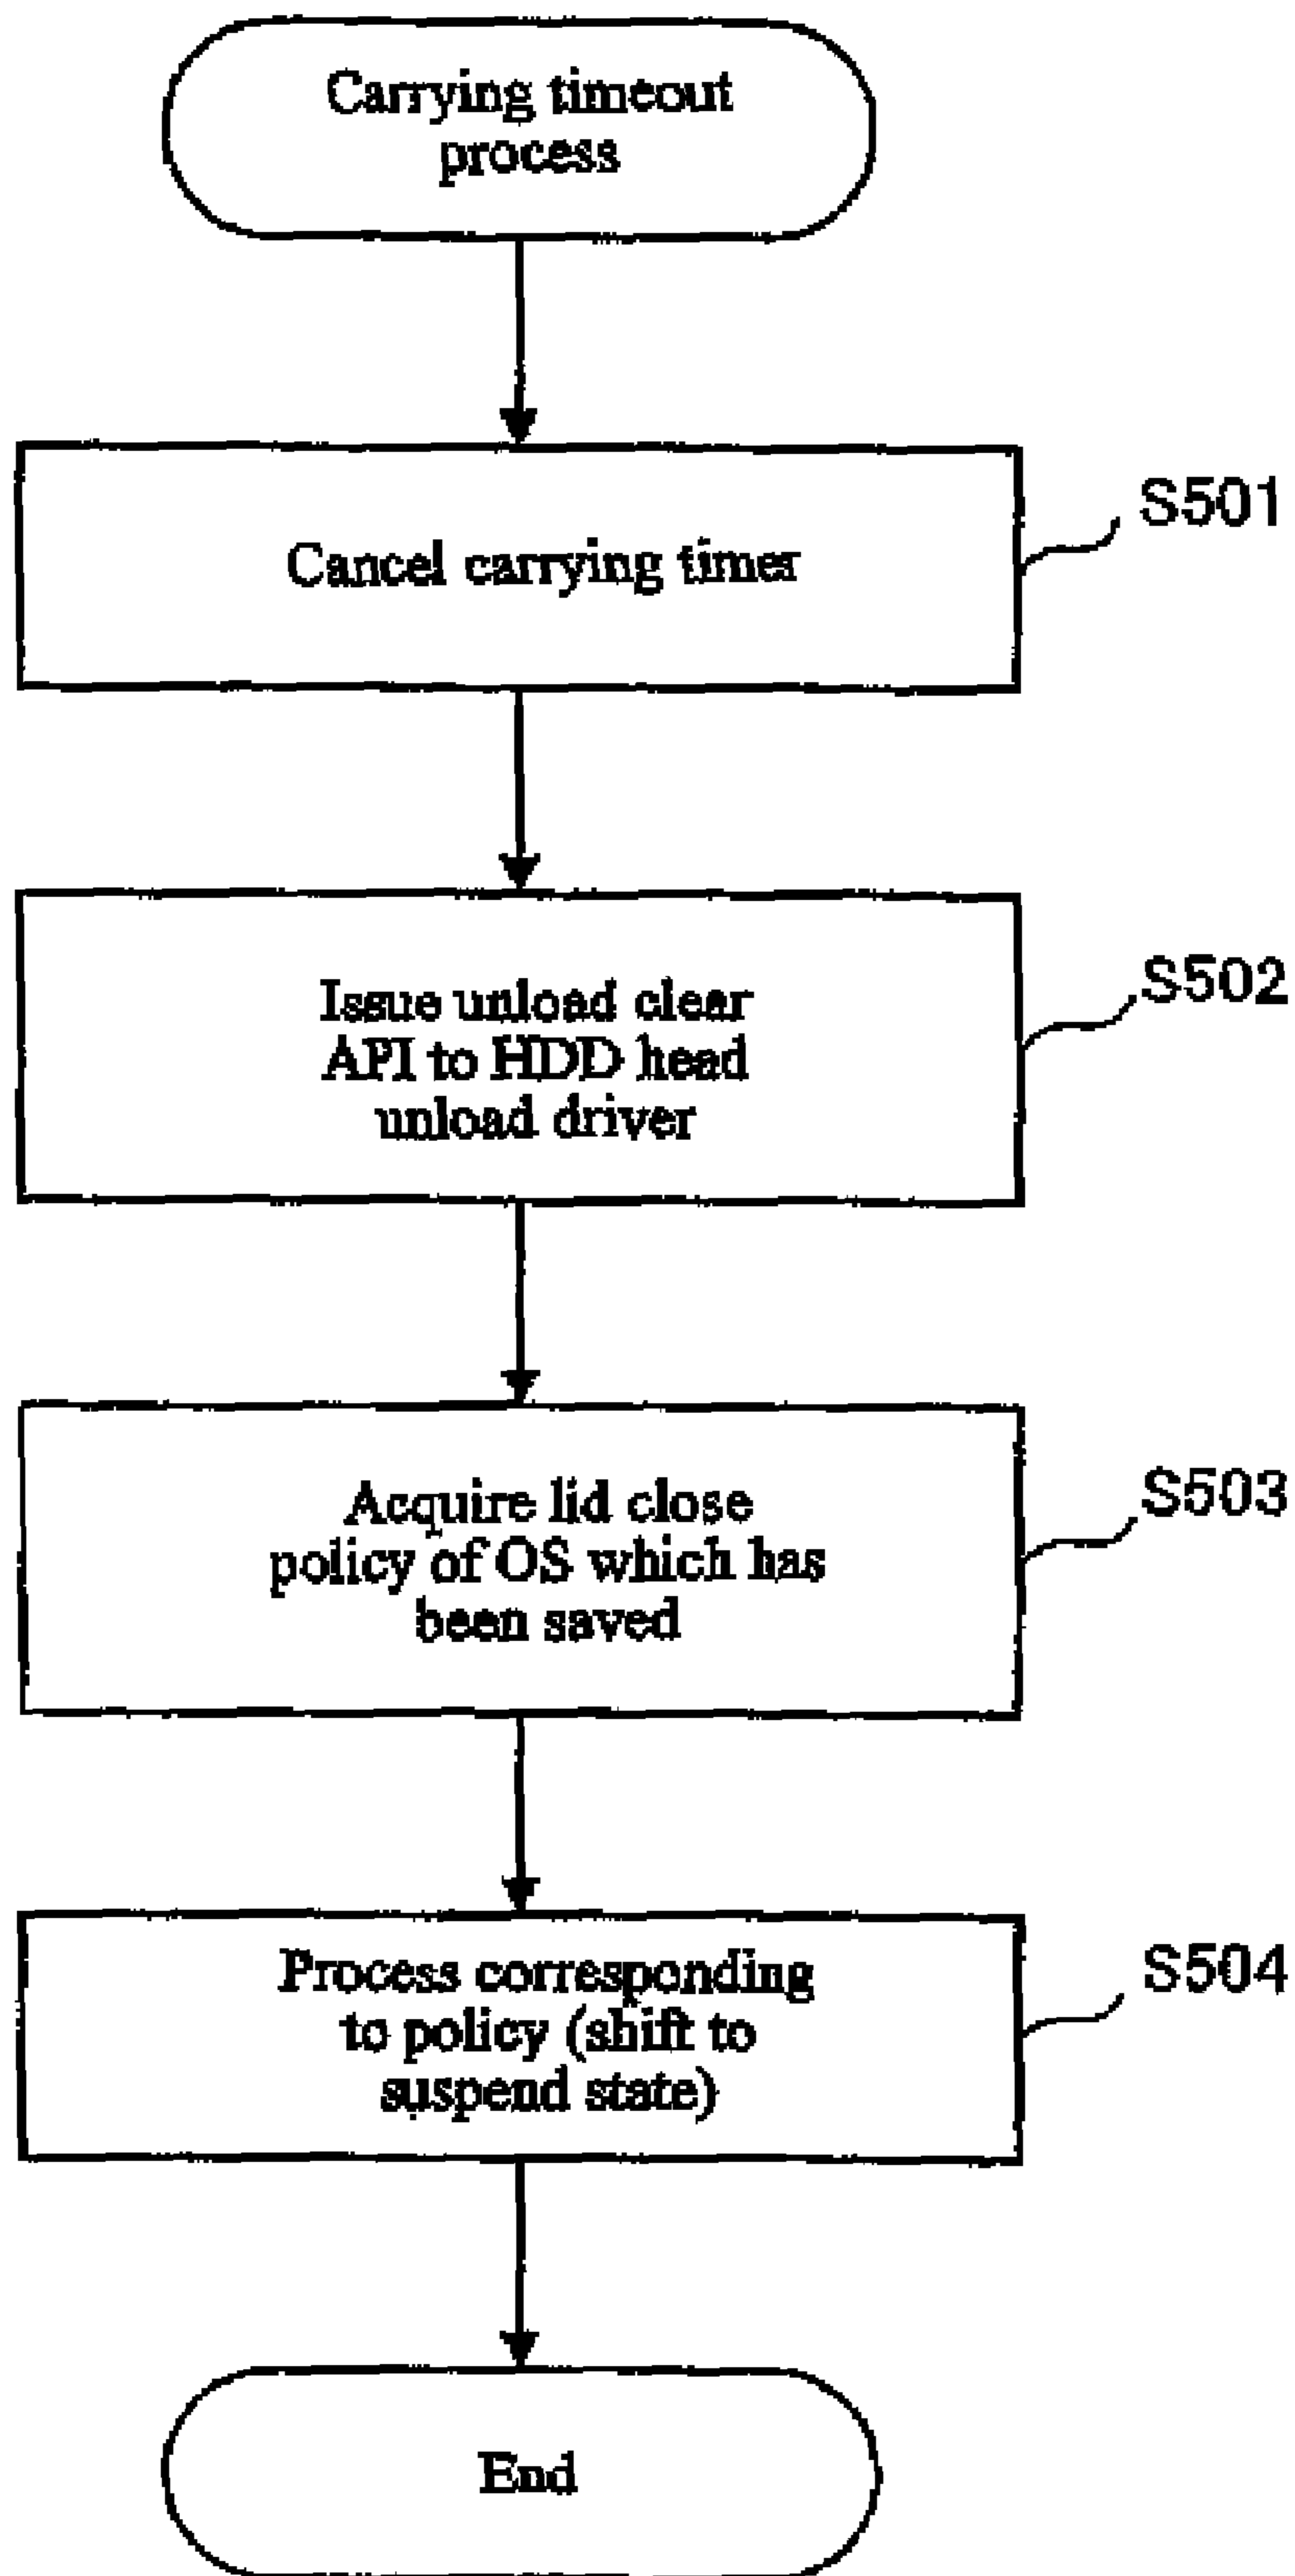 Carrying timeout
process
S501
Cancel carrying timer
S502
Issue unload clear
API to HDD head
unload driver
S503
Acquire lid close
policy of OS which has
been saved
S504
Process corresponding
to policy (shift to
suspend state)
End